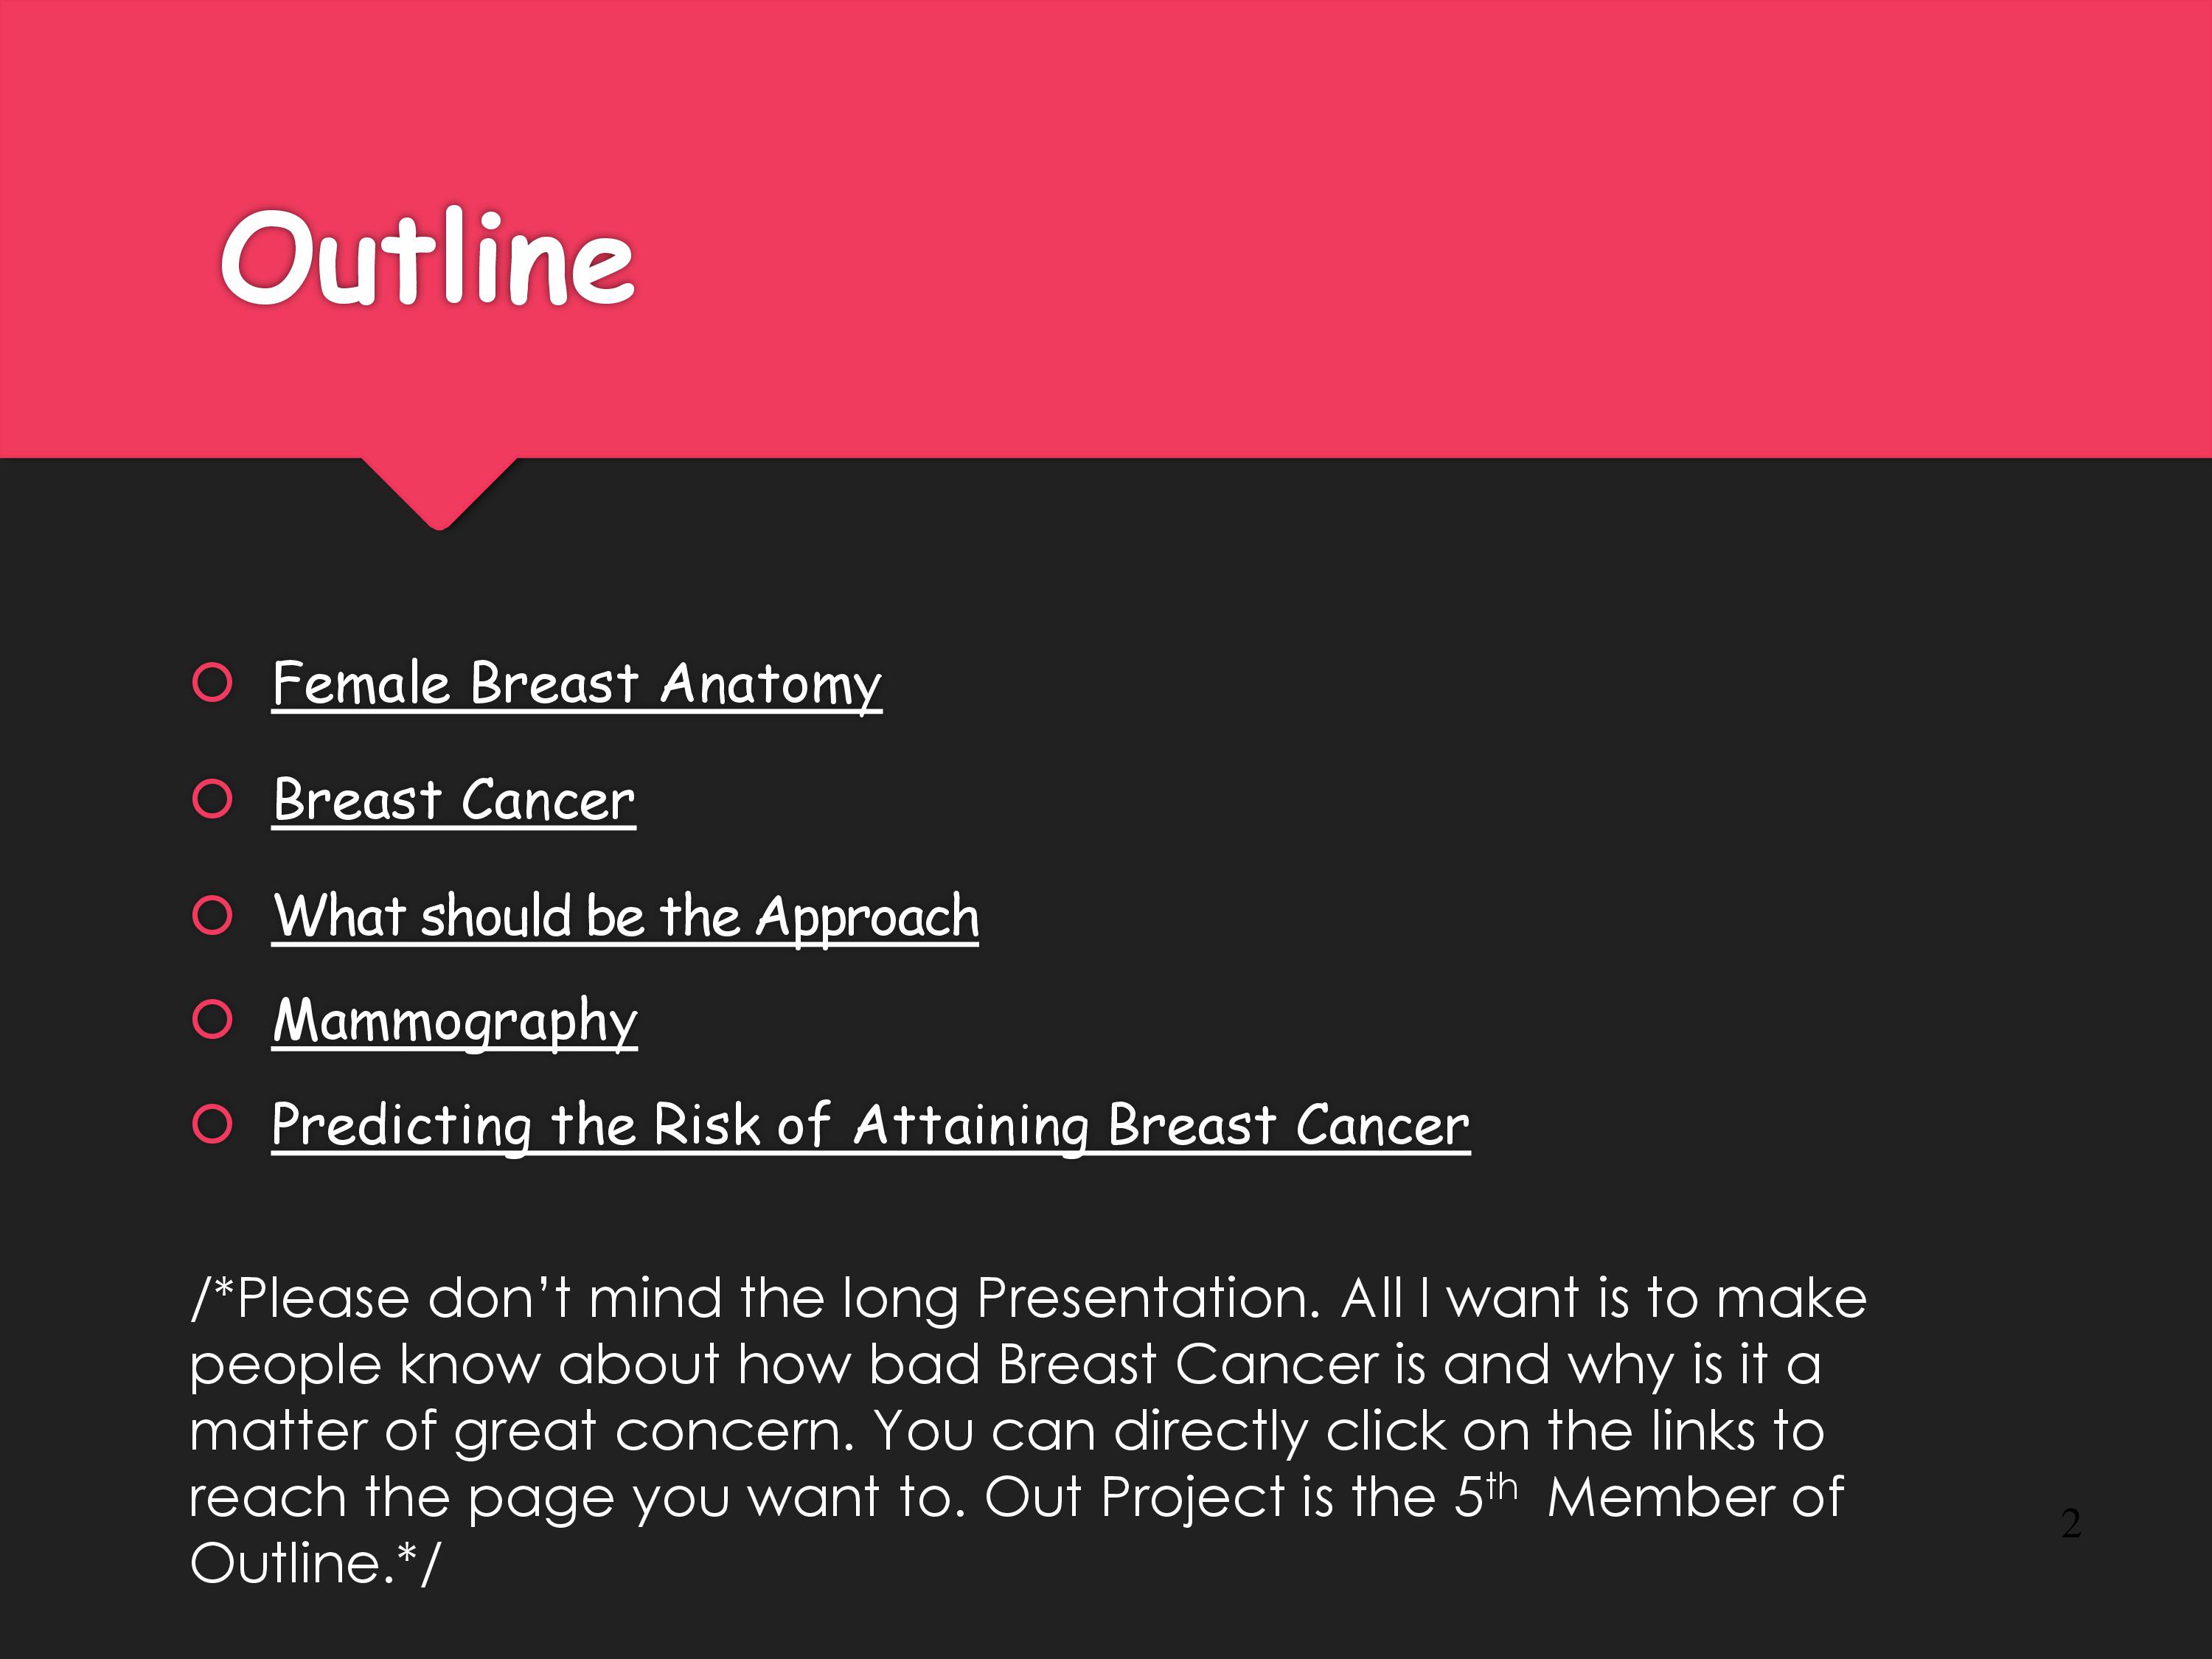 Outline
Female Breast Anatomy
Breast Cancer
What should be the Approach
Mammography
Predicting the Risk of Attaining Breast Cancer
/*Please don’t mind the long Presentation. All I want is to make
people know about how bad Breast Cancer is and why is it a
matter of great concern. You can directly click on the links to
reach the page you want to. Out Project is the 5th Member of
Outline.*/
2